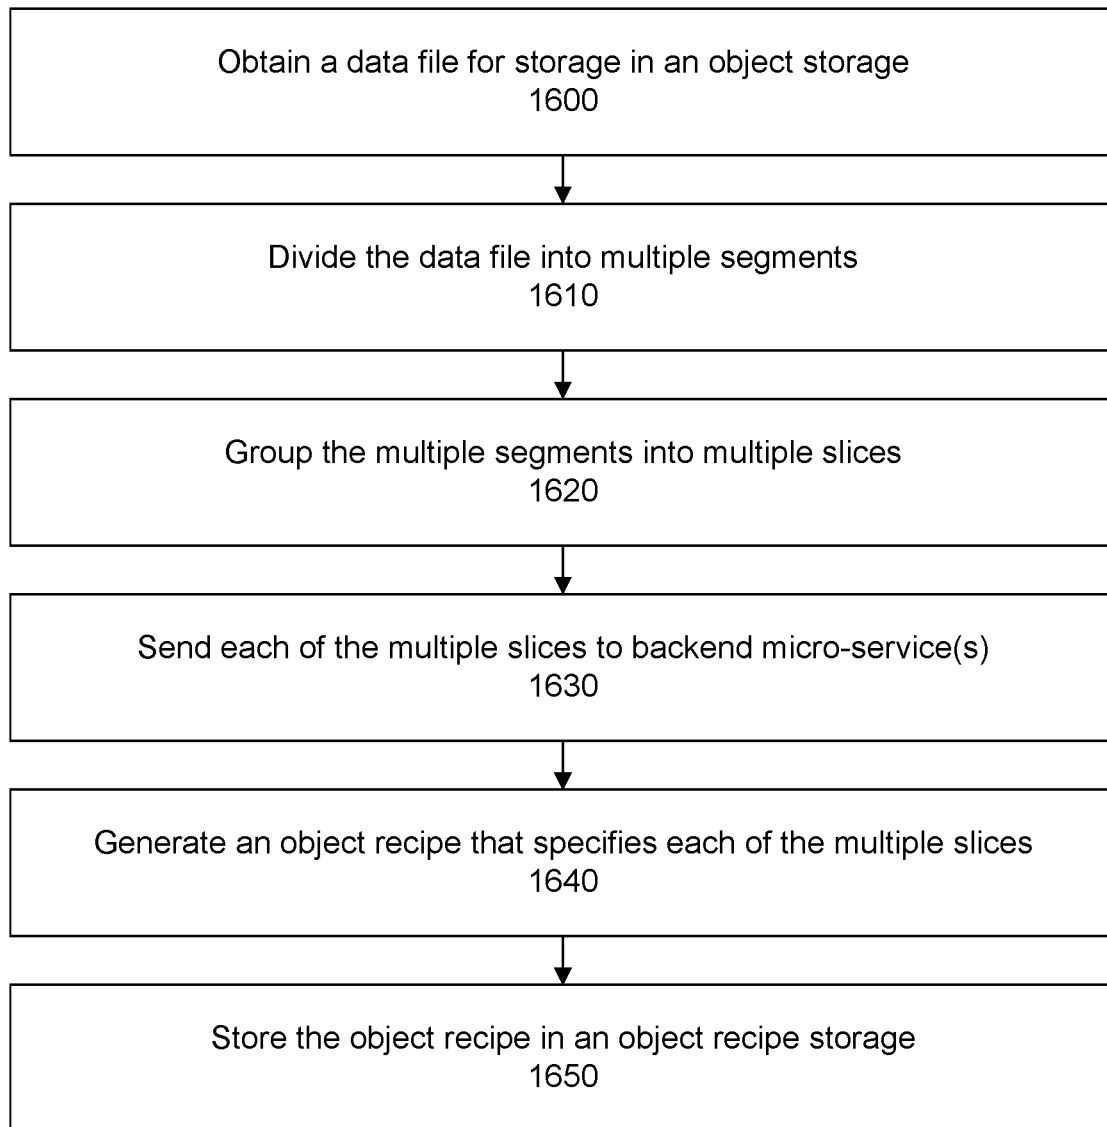 Obtain a data file for storage in an object storage
1600
Divide the data file into multiple segments
1610
Group the multiple segments into multiple slices
1620
Send each of the multiple slices to backend micro-service(s)
1630
Generate an object recipe that specifies each of the multiple slices
1640
Store the object recipe in an object recipe storage
1650